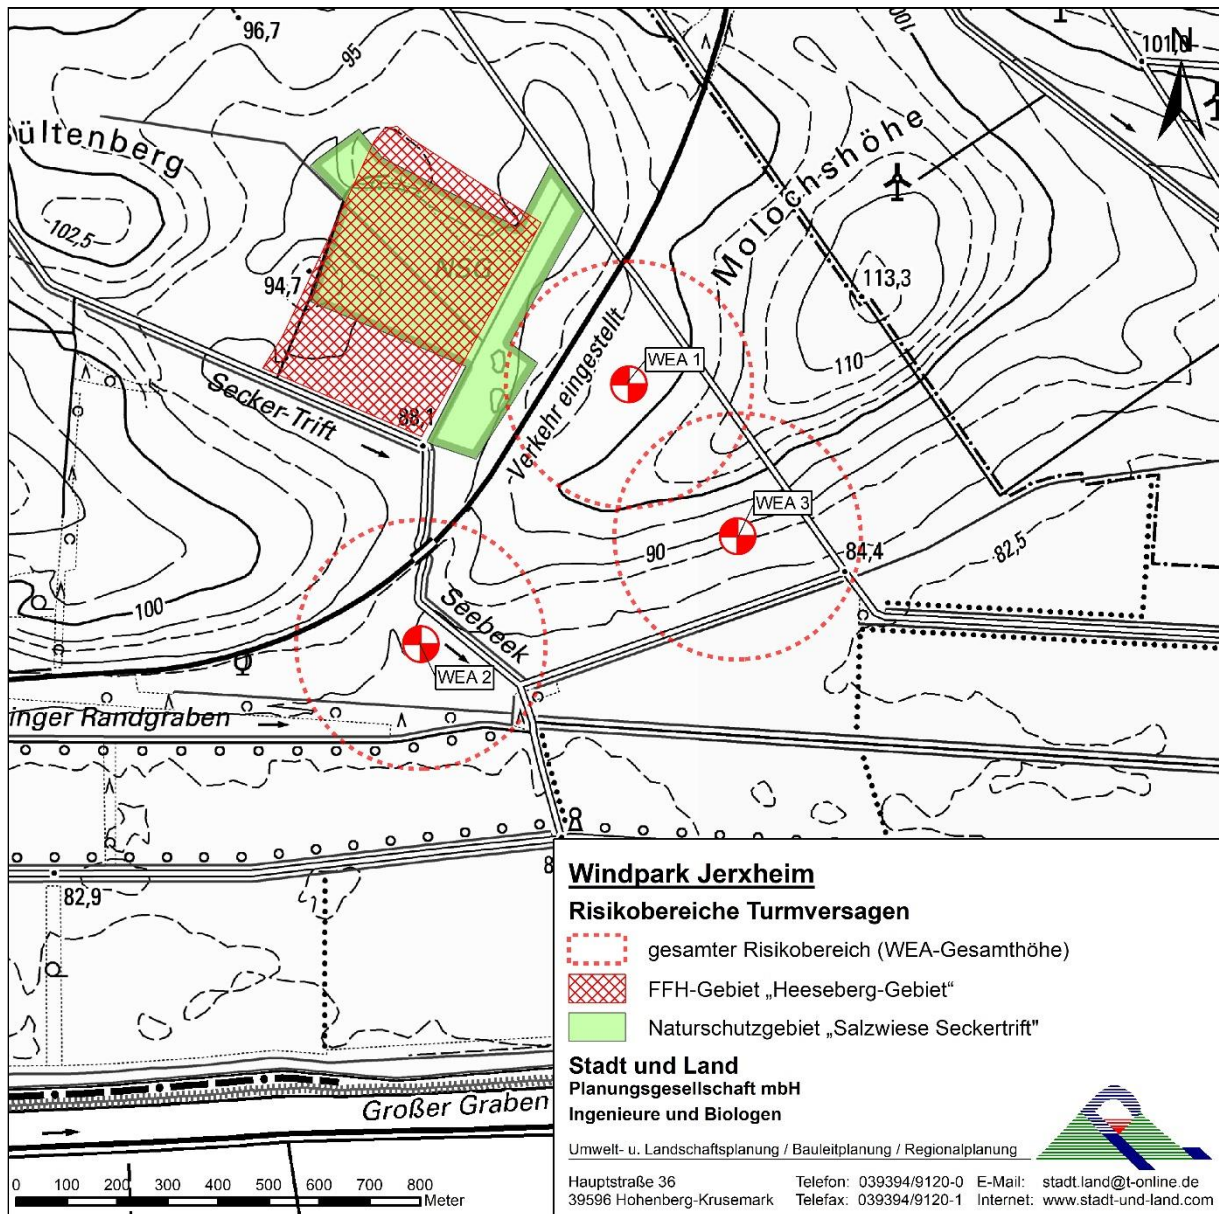 96,7
95
100
101,0
N
Bültenberg
102,5
94,7
NSG
Molochshöhe
113,3
110
Secker-Trift
88,1
Verkehr eingestellt
WEA 1
WEA 3
90
84,4
82,5
100
Seebeek
WEA 2
inger Randgraben
82,9
8
Großer Graben
Windpark Jerxheim
Risikobereiche Turmversagen
gesamter Risikobereich (WEA-Gesamthöhe)
FFH-Gebiet „Heeseberg-Gebiet“
Naturschutzgebiet „Salzwiese Seckertrift"
Stadt und Land
Planungsgesellschaft mbH
Ingenieure und Biologen
Umwelt- u. Landschaftsplanung / Bauleitplanung / Regionalplanung
Hauptstraße 36 Telefon: 039394/9120-0 E-Mail: stadt.land@t-online.de
39596 Hohenberg-Krusemark Telefax: 039394/9120-1 Internet: www.stadt-und-land.com
0 100 200 300 400 500 600 700 800
Meter